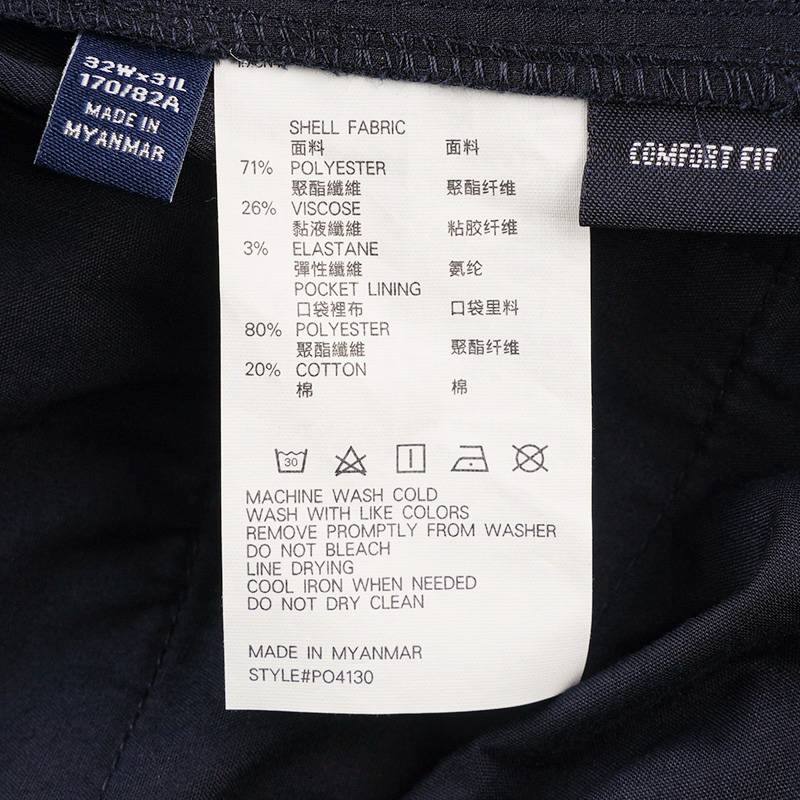 32W×31L
170/82A
MADE IN
MYANMAR
COMFORT FIT
SHELL FABRIC
面料 面料
71% POLYESTER
聚酯纖維 聚酯纤维
26% VISCOSE
黏液纖維 粘胶纤维
3% ELASTANE
彈性纖維 氨纶
POCKET LINING
口袋裡布 口袋里料
80% POLYESTER
聚酯纖維 聚酯纤维
20% COTTON
棉 棉
30
MACHINE WASH COLD
WASH WITH LIKE COLORS
REMOVE PROMPTLY FROM WASHER
DO NOT BLEACH
LINE DRYING
COOL IRON WHEN NEEDED
DO NOT DRY CLEAN
MADE IN MYANMAR
STYLE#PO4130